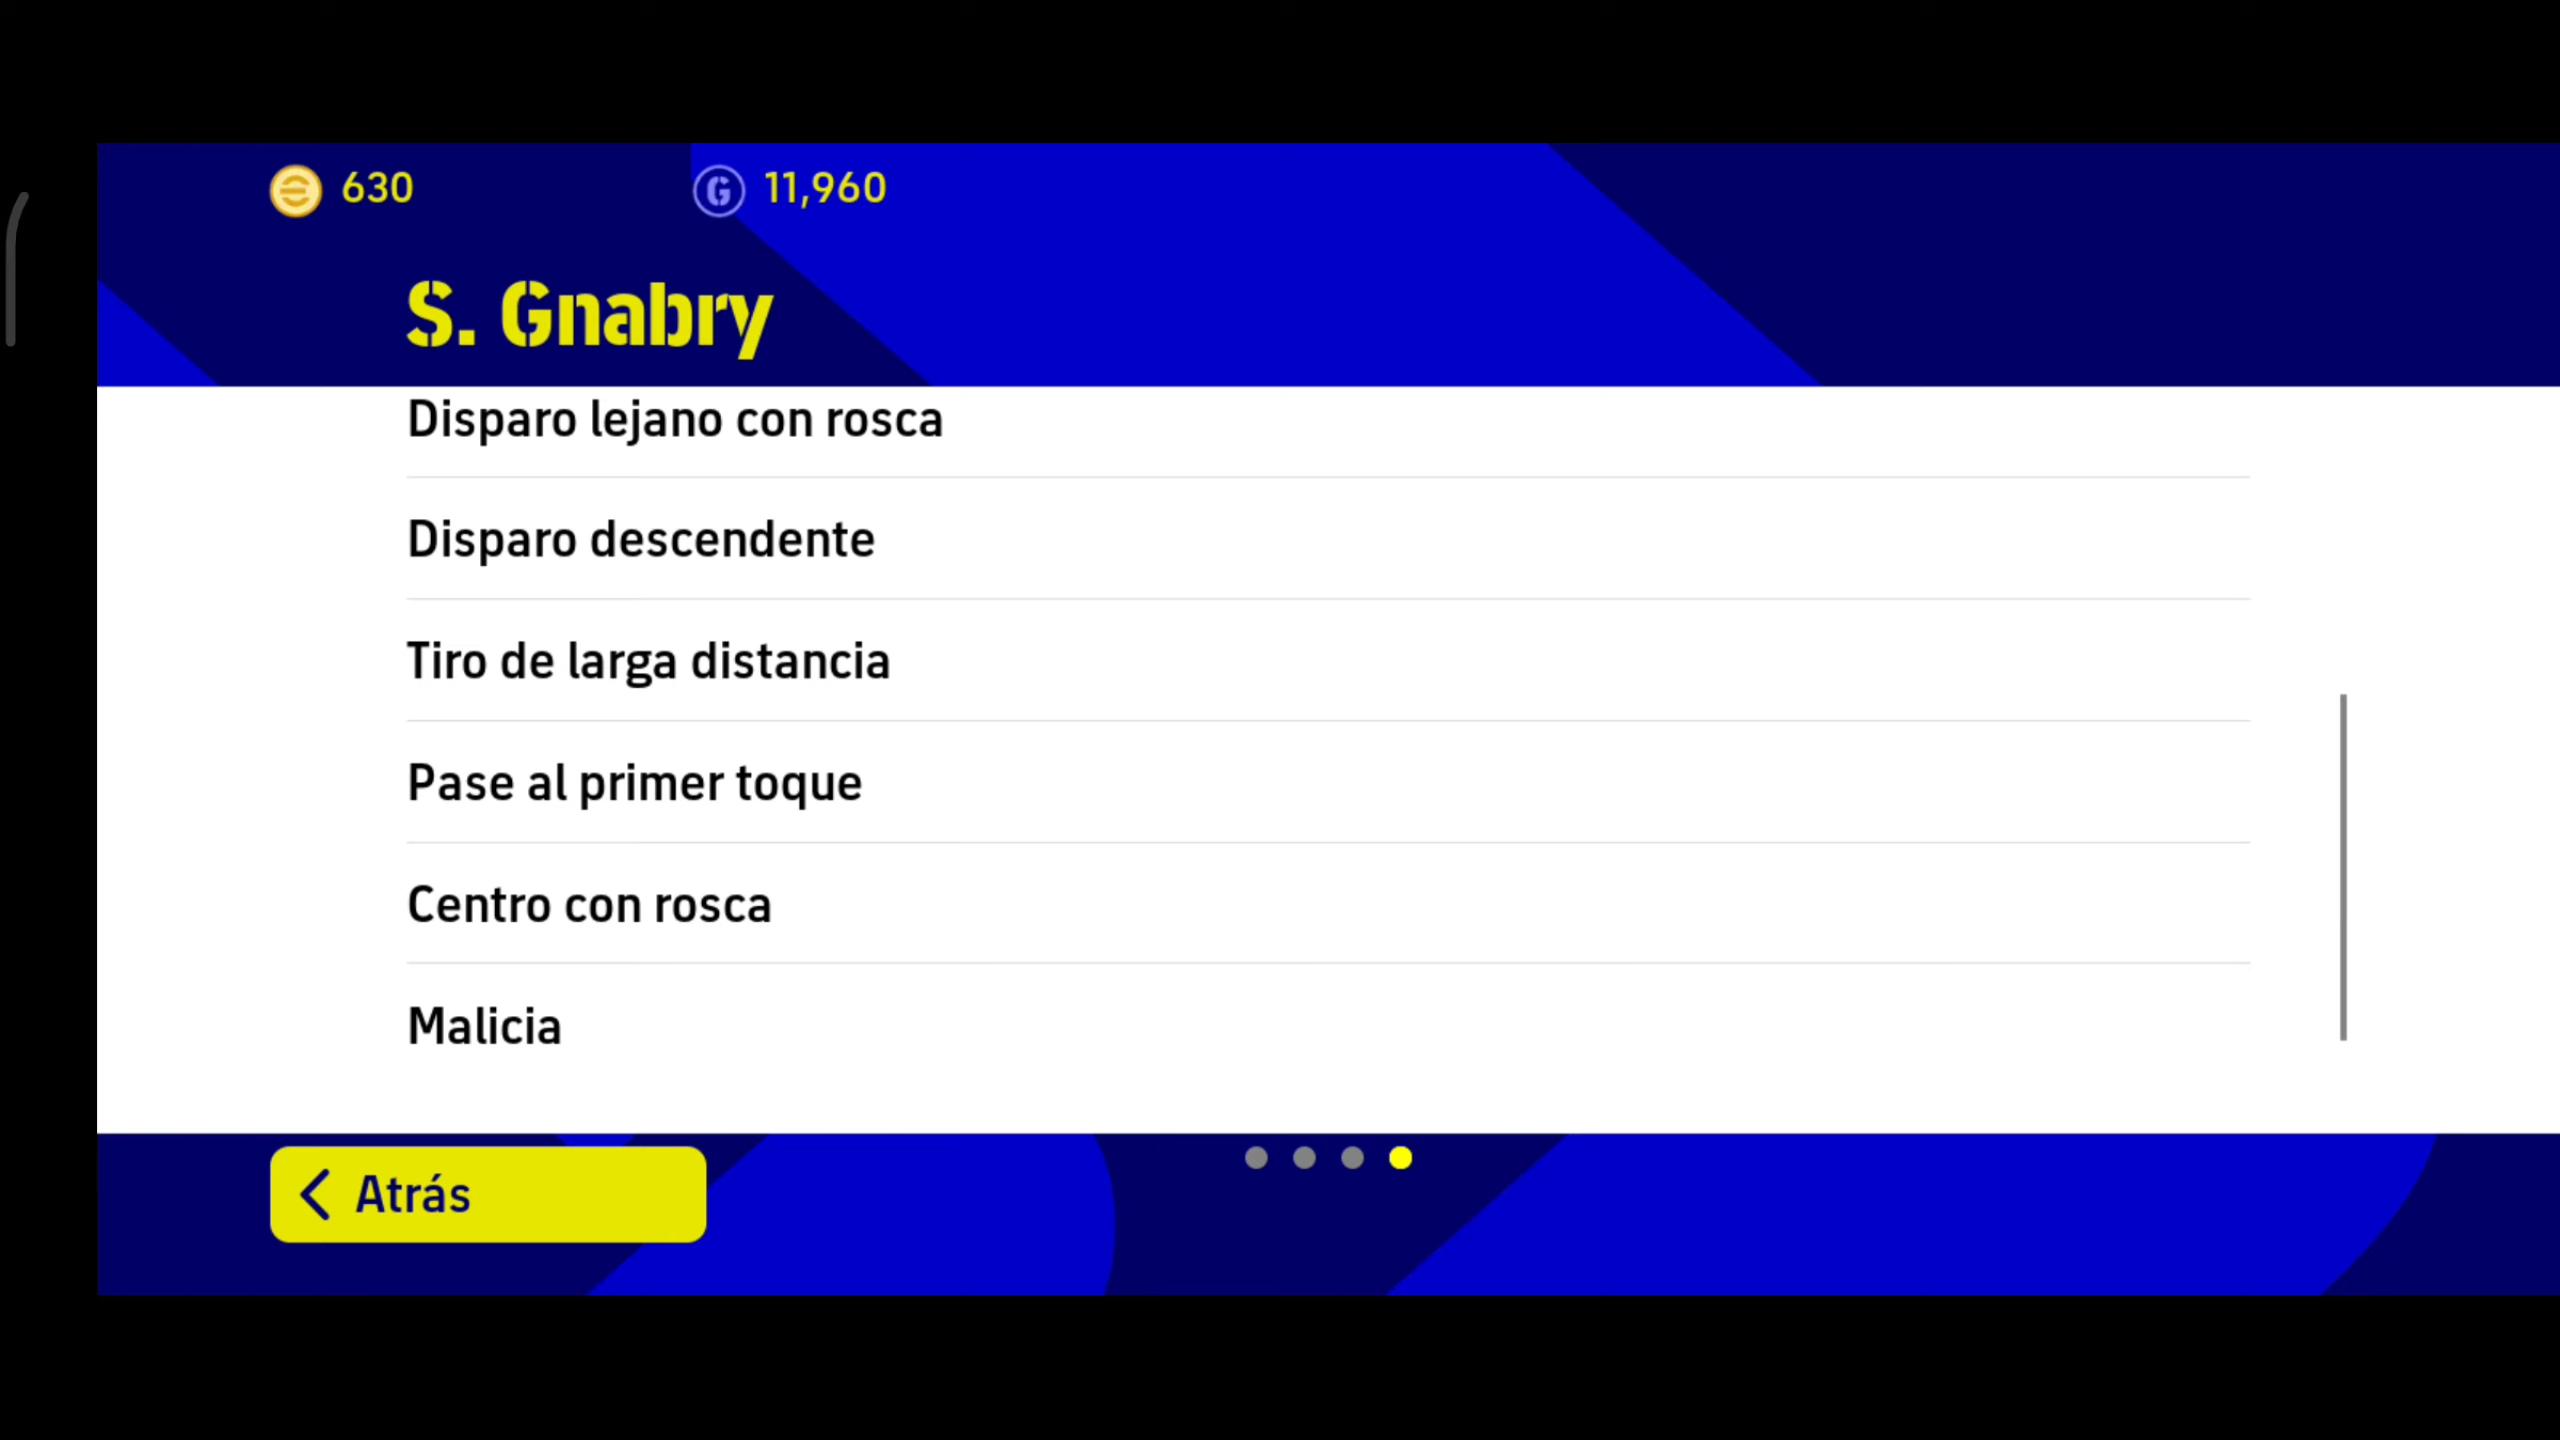 630
11,960
S. Gnabry
Disparo lejano con rosca
Disparo descendente
Tiro de larga distancia
Pase al primer toque
Centro con rosca
Malicia
Atrás